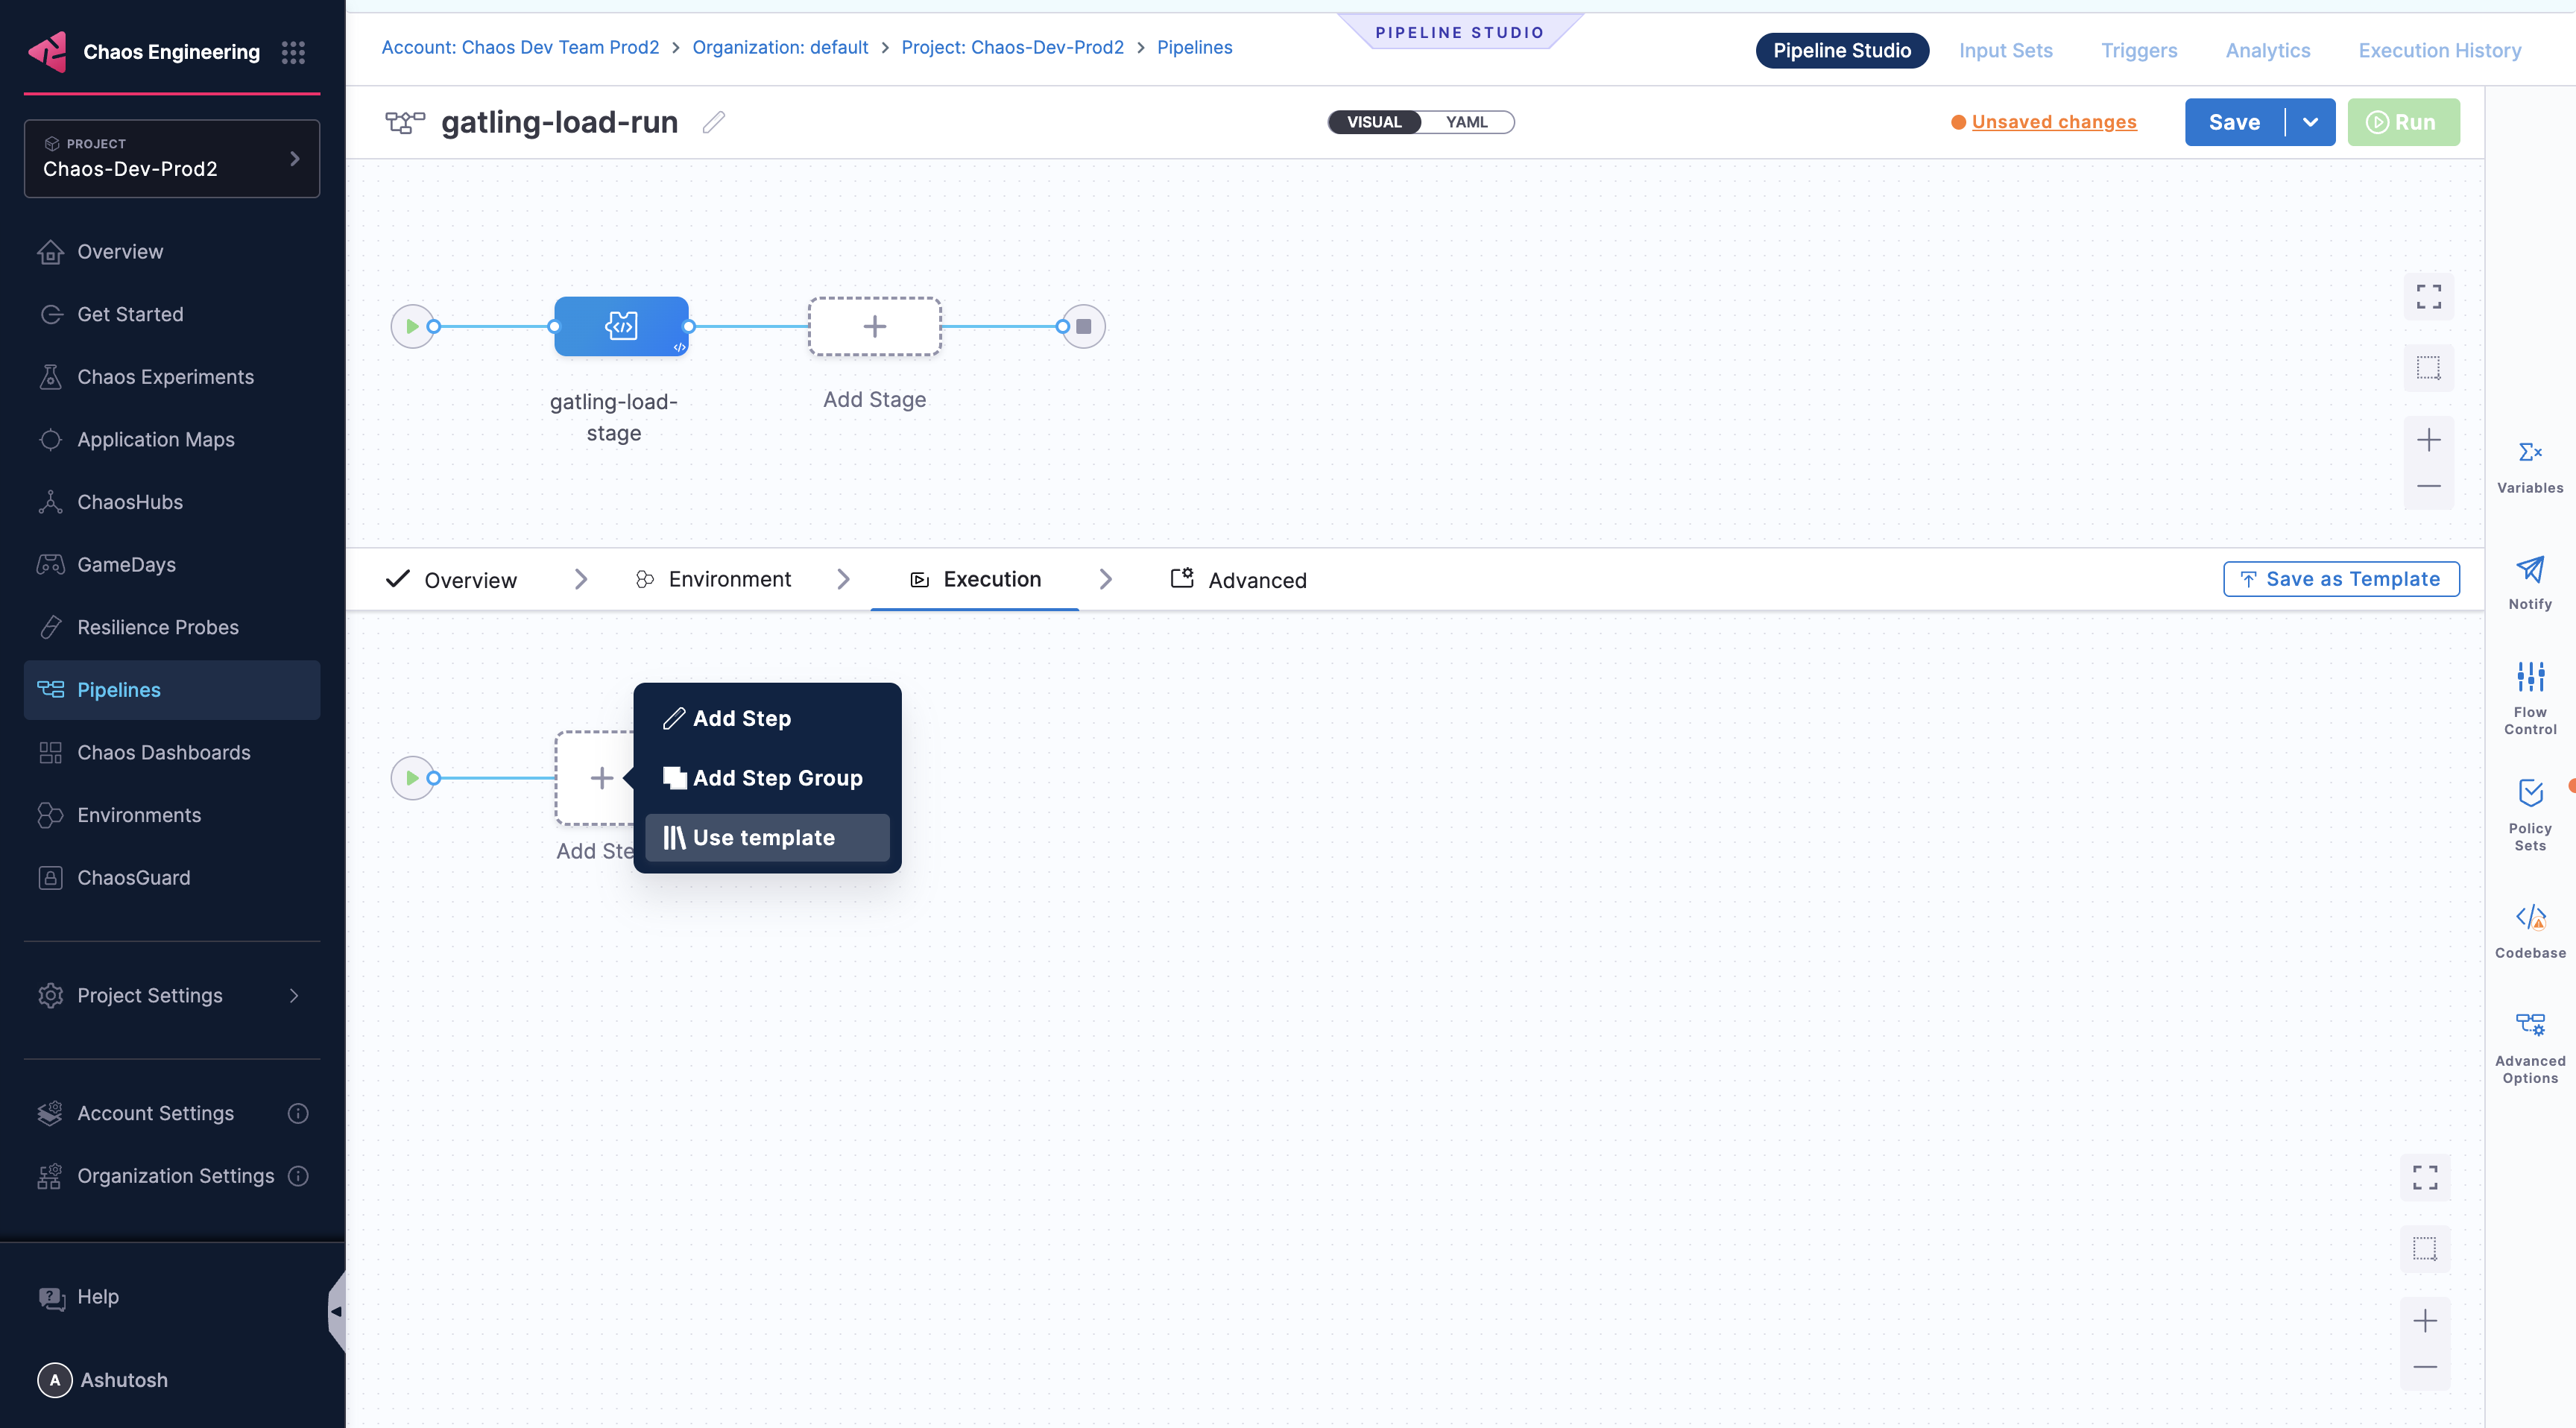 Chaos Engineering
PROJECT
Chaos-Dev-Prod2
Overview
Get Started
Chaos Experiments
Application Maps
ChaosHubs
GameDays
Resilience Probes
Pipelines
Chaos Dashboards
Environments
ChaosGuard
Project Settings
Account Settings
Organization Settings
Help
A Ashutosh
Account: Chaos Dev Team Prod2 > Organization: default > Project: Chaos-Dev-Prod2 > Pipelines
PIPELINE STUDIO
Pipeline Studio Input Sets Triggers Analytics Execution History
gatling-load-run
VISUAL YAML
Unsaved changes
Save
Run
gatling-load-
stage
Add Stage
Overview Environment Execution Advanced
Save as Template
Add Ste
Add Step
Add Step Group
Use template
Variables
Notify
Flow
Control
Policy
Sets
Codebase
Advanced
Options